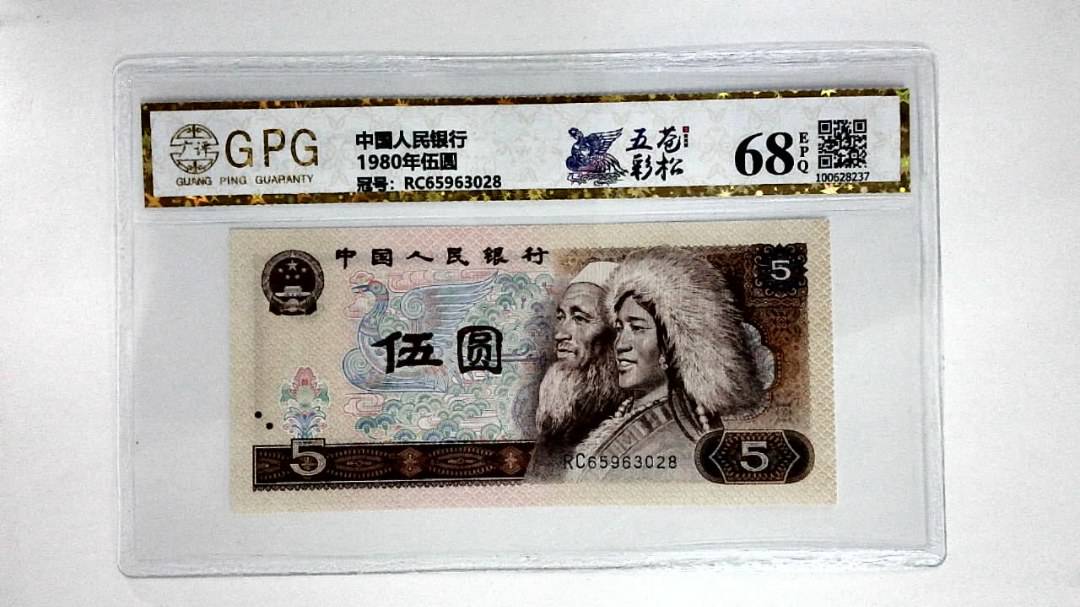 广评
GPG
GUANG PING GUARANTY
中国人民银行
1980年伍圆
冠号：RC65963028
苍松
五彩
68
EPQ
100628237
中国人民银行
5
伍圆
5
RC65963028
5